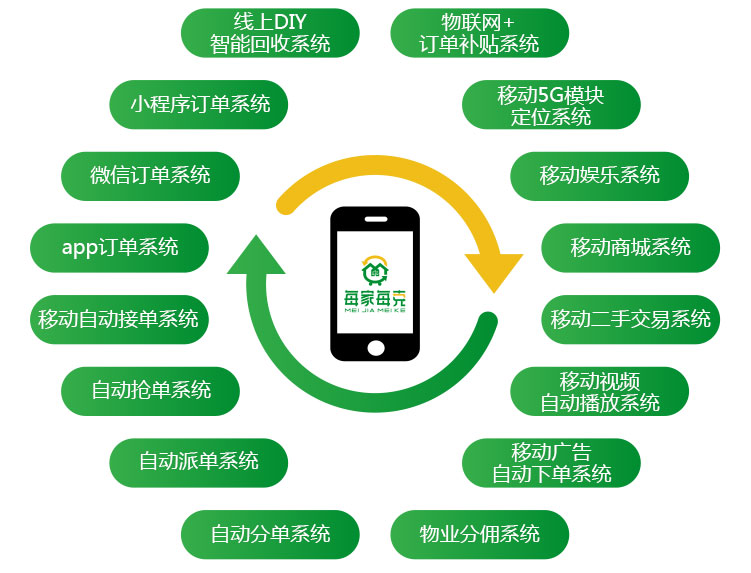 线上DIY
智能回收系统
物联网+
订单补贴系统
小程序订单系统
移动5G模块
定位系统
微信订单系统
移动娱乐系统
app订单系统
移动商城系统
每家每壳
MEI JIA MEI KE
移动自动接单系统
移动二手交易系统
自动抢单系统
移动视频
自动播放系统
自动派单系统
移动广告
自动下单系统
自动分单系统
物业分佣系统